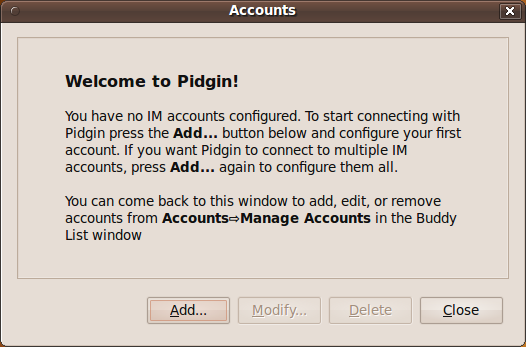 Accounts
Welcome to Pidgin!
You have no IM accounts configured. To start connecting with
Pidgin press the Add... button below and configure your first
account. If you want Pidgin to connect to multiple IM
accounts, press Add... again to configure them all.
You can come back to this window to add, edit, or remove
accounts from Accounts⇨Manage Accounts in the Buddy
List window
Add... Modify... Delete Close